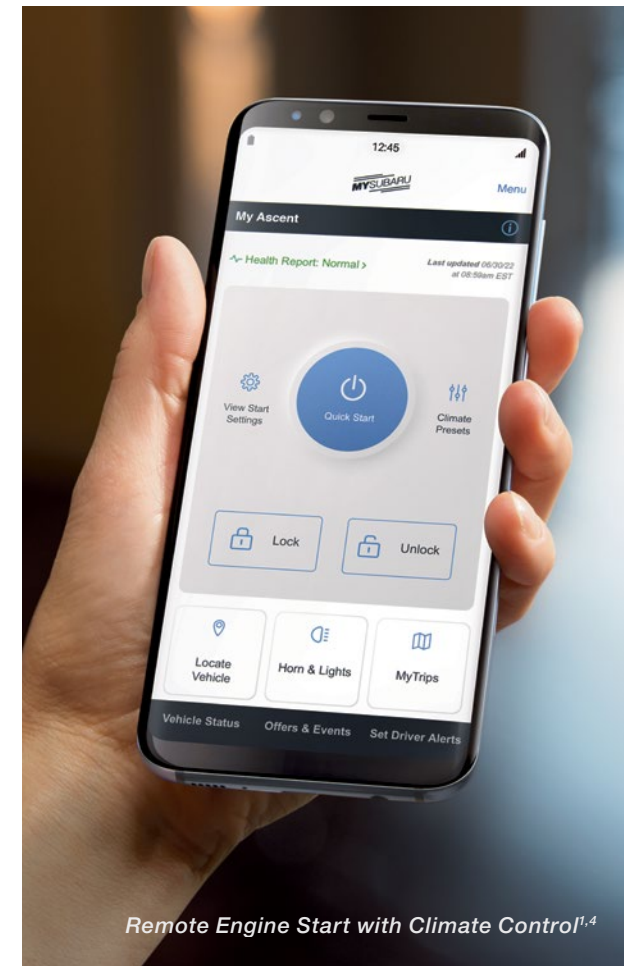 12:45
MYSUBARU
Menu
My Ascent
Health Report: Normal >
Last updated 06/30/22
at 08:59am EST
View Start
Settings
Quick Start
Climate
Presets
Lock
Unlock
Locate
Vehicle
Horn & Lights
MyTrips
Vehicle Status
Offers & Events
Set Driver Alerts
Remote Engine Start with Climate Control1,4